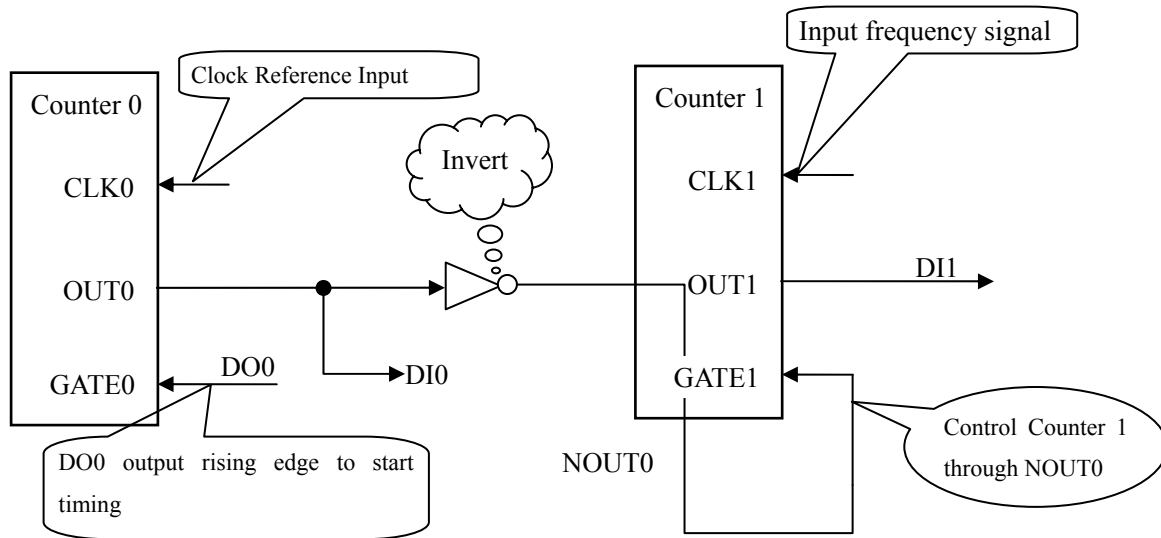 Input frequency signal
Clock Reference Input
Counter 0
Counter 1
Invert
CLK0
CLK1
OUT0
OUT1
DI1
DO0
DI0
GATE0
GATE1
Control Counter 1
through NOUT0
DO0 output rising edge to start
timing
NOUT0